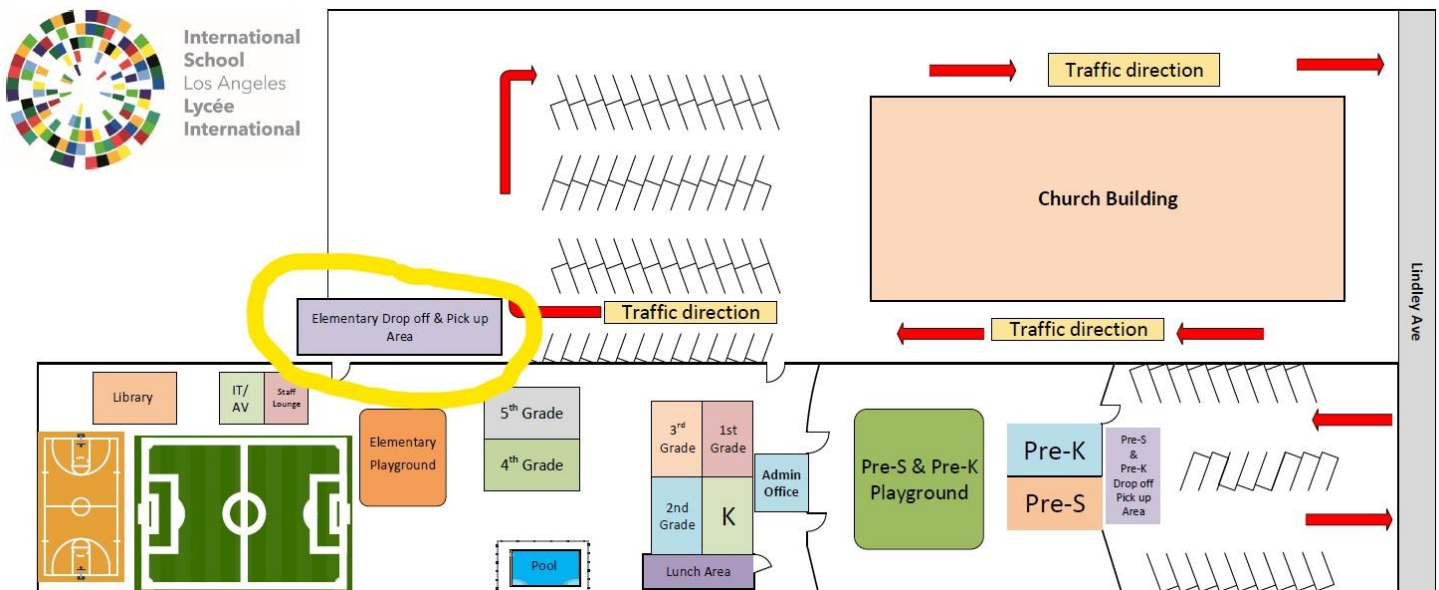 International
School
Los Angeles
Lycée
International
Traffic direction
Church Building
Lindley Ave
Elementary Drop off & Pick up
Area
Traffic direction
Traffic direction
Library
IT/
AV
Staff
Lounge
Elementary
Playground
5th Grade
4th Grade
3rd
Grade
1st
Grade
2nd
Grade
K
Admin
Office
Lunch Area
Pool
Pre-S & Pre-K
Playground
Pre-K
Pre-S
Pre-S
&
Pre-K
Drop off
Pick up
Area